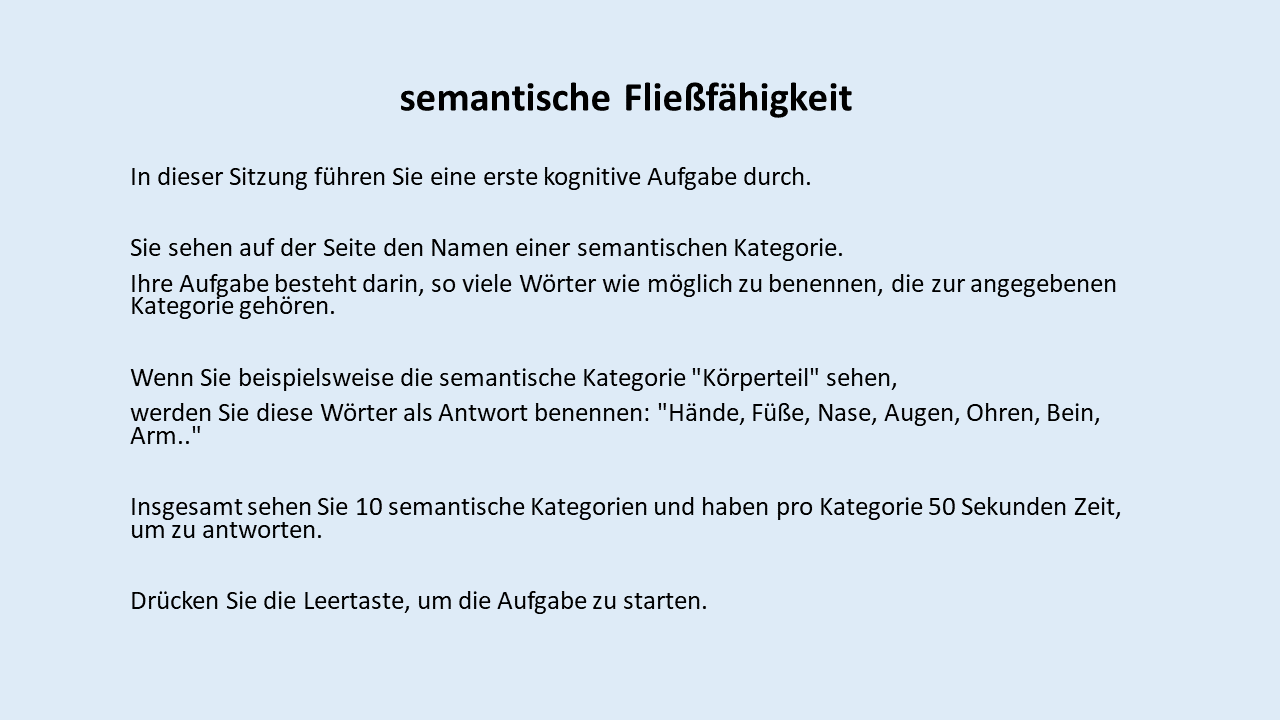 semantische Fließfähigkeit
In dieser Sitzung führen Sie eine erste kognitive Aufgabe durch.
Sie sehen auf der Seite den Namen einer semantischen Kategorie.
Ihre Aufgabe besteht darin, so viele Wörter wie möglich zu benennen, die zur angegebenen
Kategorie gehören.
Wenn Sie beispielsweise die semantische Kategorie "Körperteil" sehen,
werden Sie diese Wörter als Antwort benennen: "Hände, Füße, Nase, Augen, Ohren, Bein,
Arm.."
Insgesamt sehen Sie 10 semantische Kategorien und haben pro Kategorie 50 Sekunden Zeit,
um zu antworten.
Drücken Sie die Leertaste, um die Aufgabe zu starten.